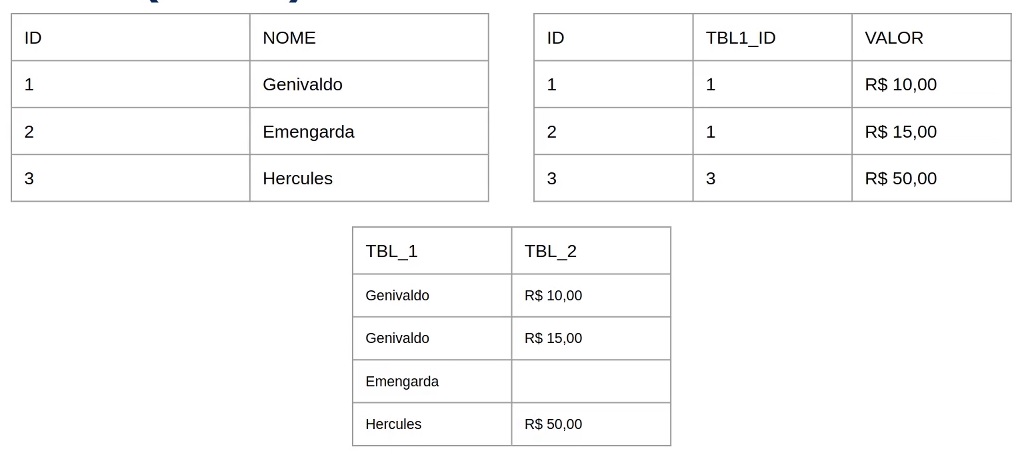 ID NOME
1 Genivaldo
2 Emengarda
3 Hercules
ID TBL1_ID VALOR
1 1 R$ 10,00
2 1 R$ 15,00
3 3 R$ 50,00
TBL_1 TBL_2
Genivaldo R$ 10,00
Genivaldo R$ 15,00
Emengarda
Hercules R$ 50,00